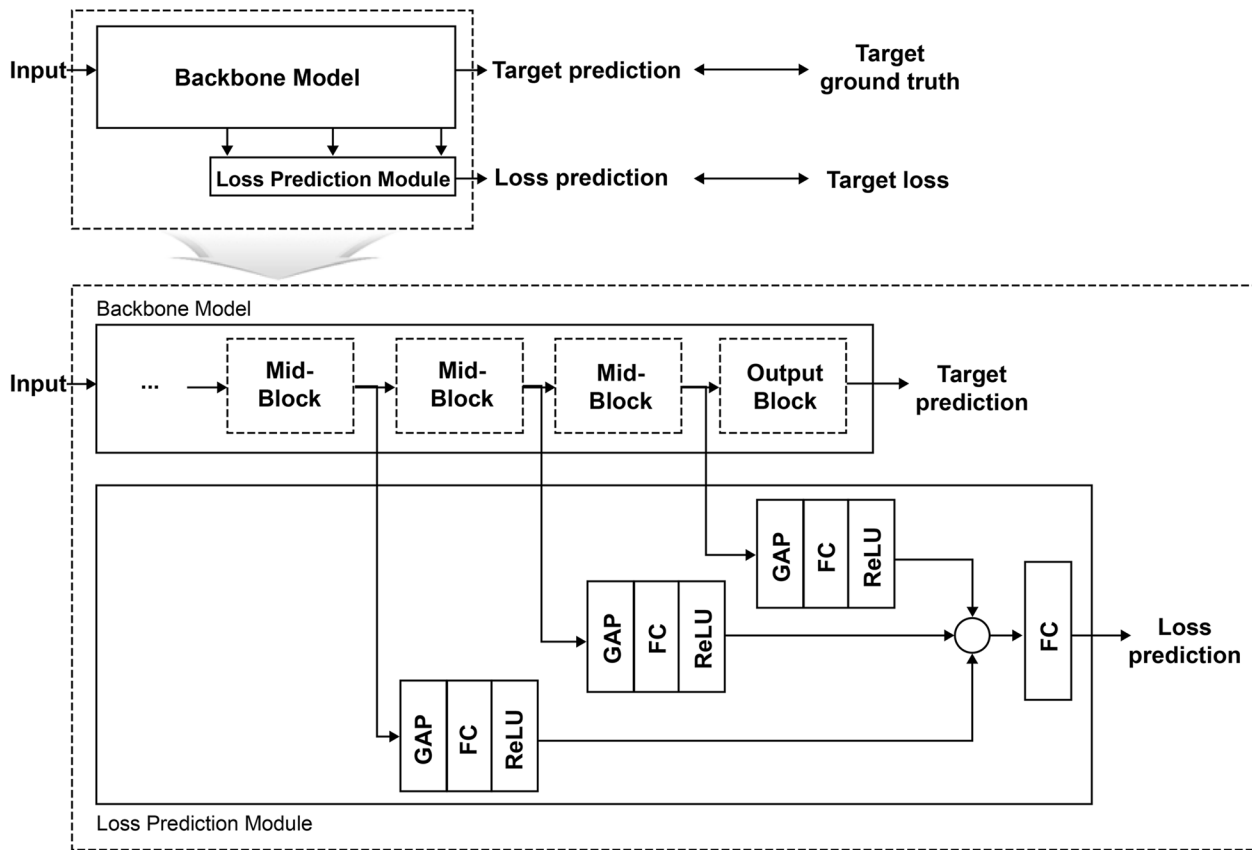 Input
Backbone Model
Target prediction
Target
ground truth
Loss Prediction Module
Loss prediction
Target loss
Backbone Model
Input
...
Mid-
Block
Mid-
Block
Mid-
Block
Output
Block
Target
prediction
GAP
FC
ReLU
GAP
FC
ReLU
GAP
FC
ReLU
FC
Loss
prediction
Loss Prediction Module